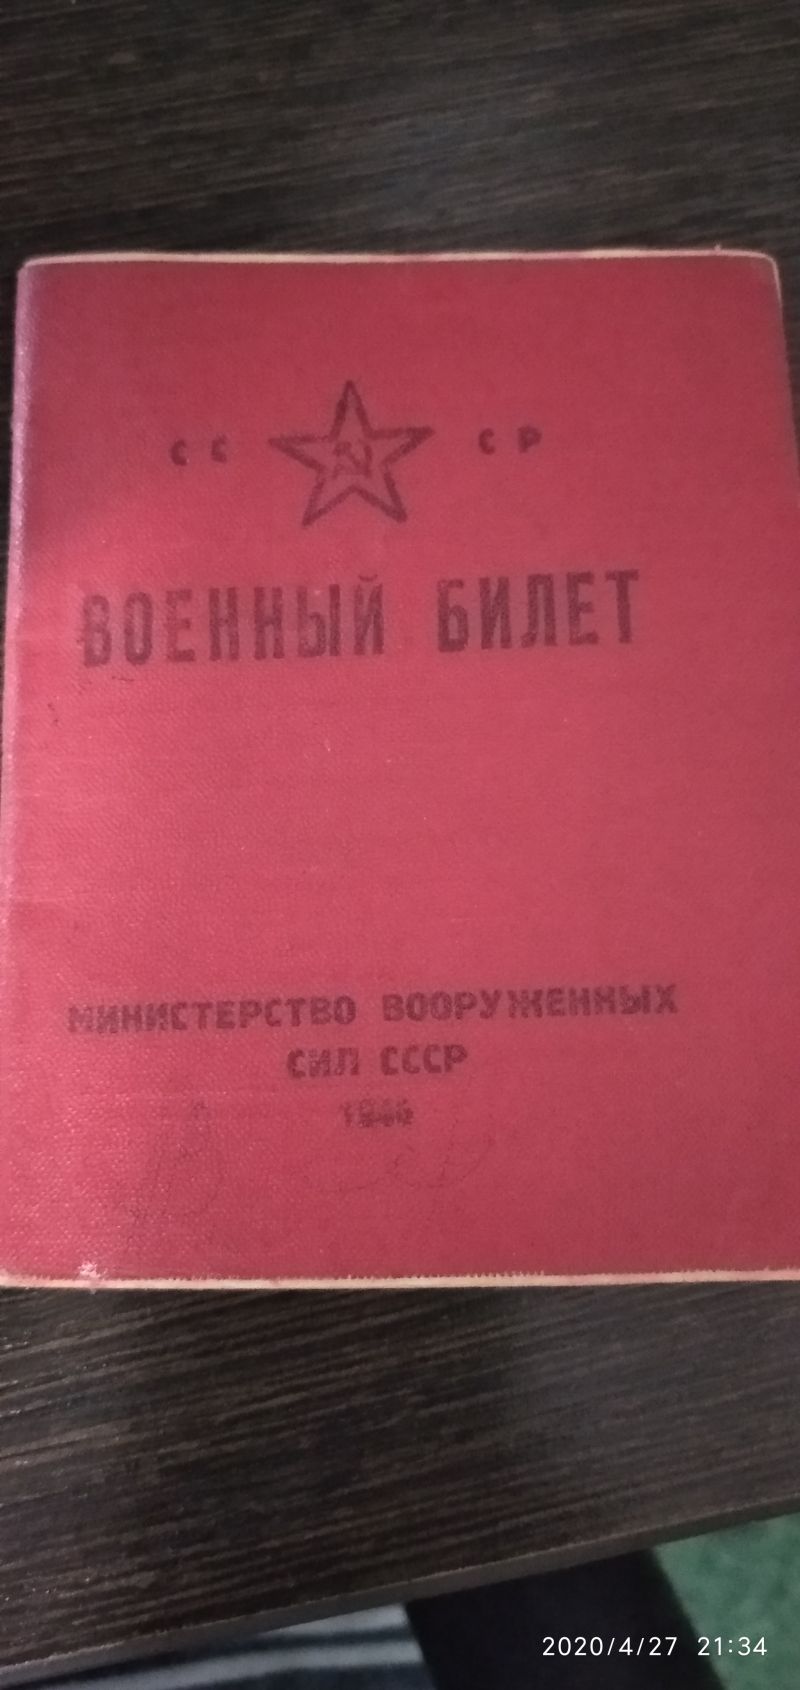 СС СР
ВОЕННЫЙ БИЛЕТ
МИНИСТЕРСТВО ВООРУЖЕННЫХ
СИЛ СССР
2020/4/27 21:34